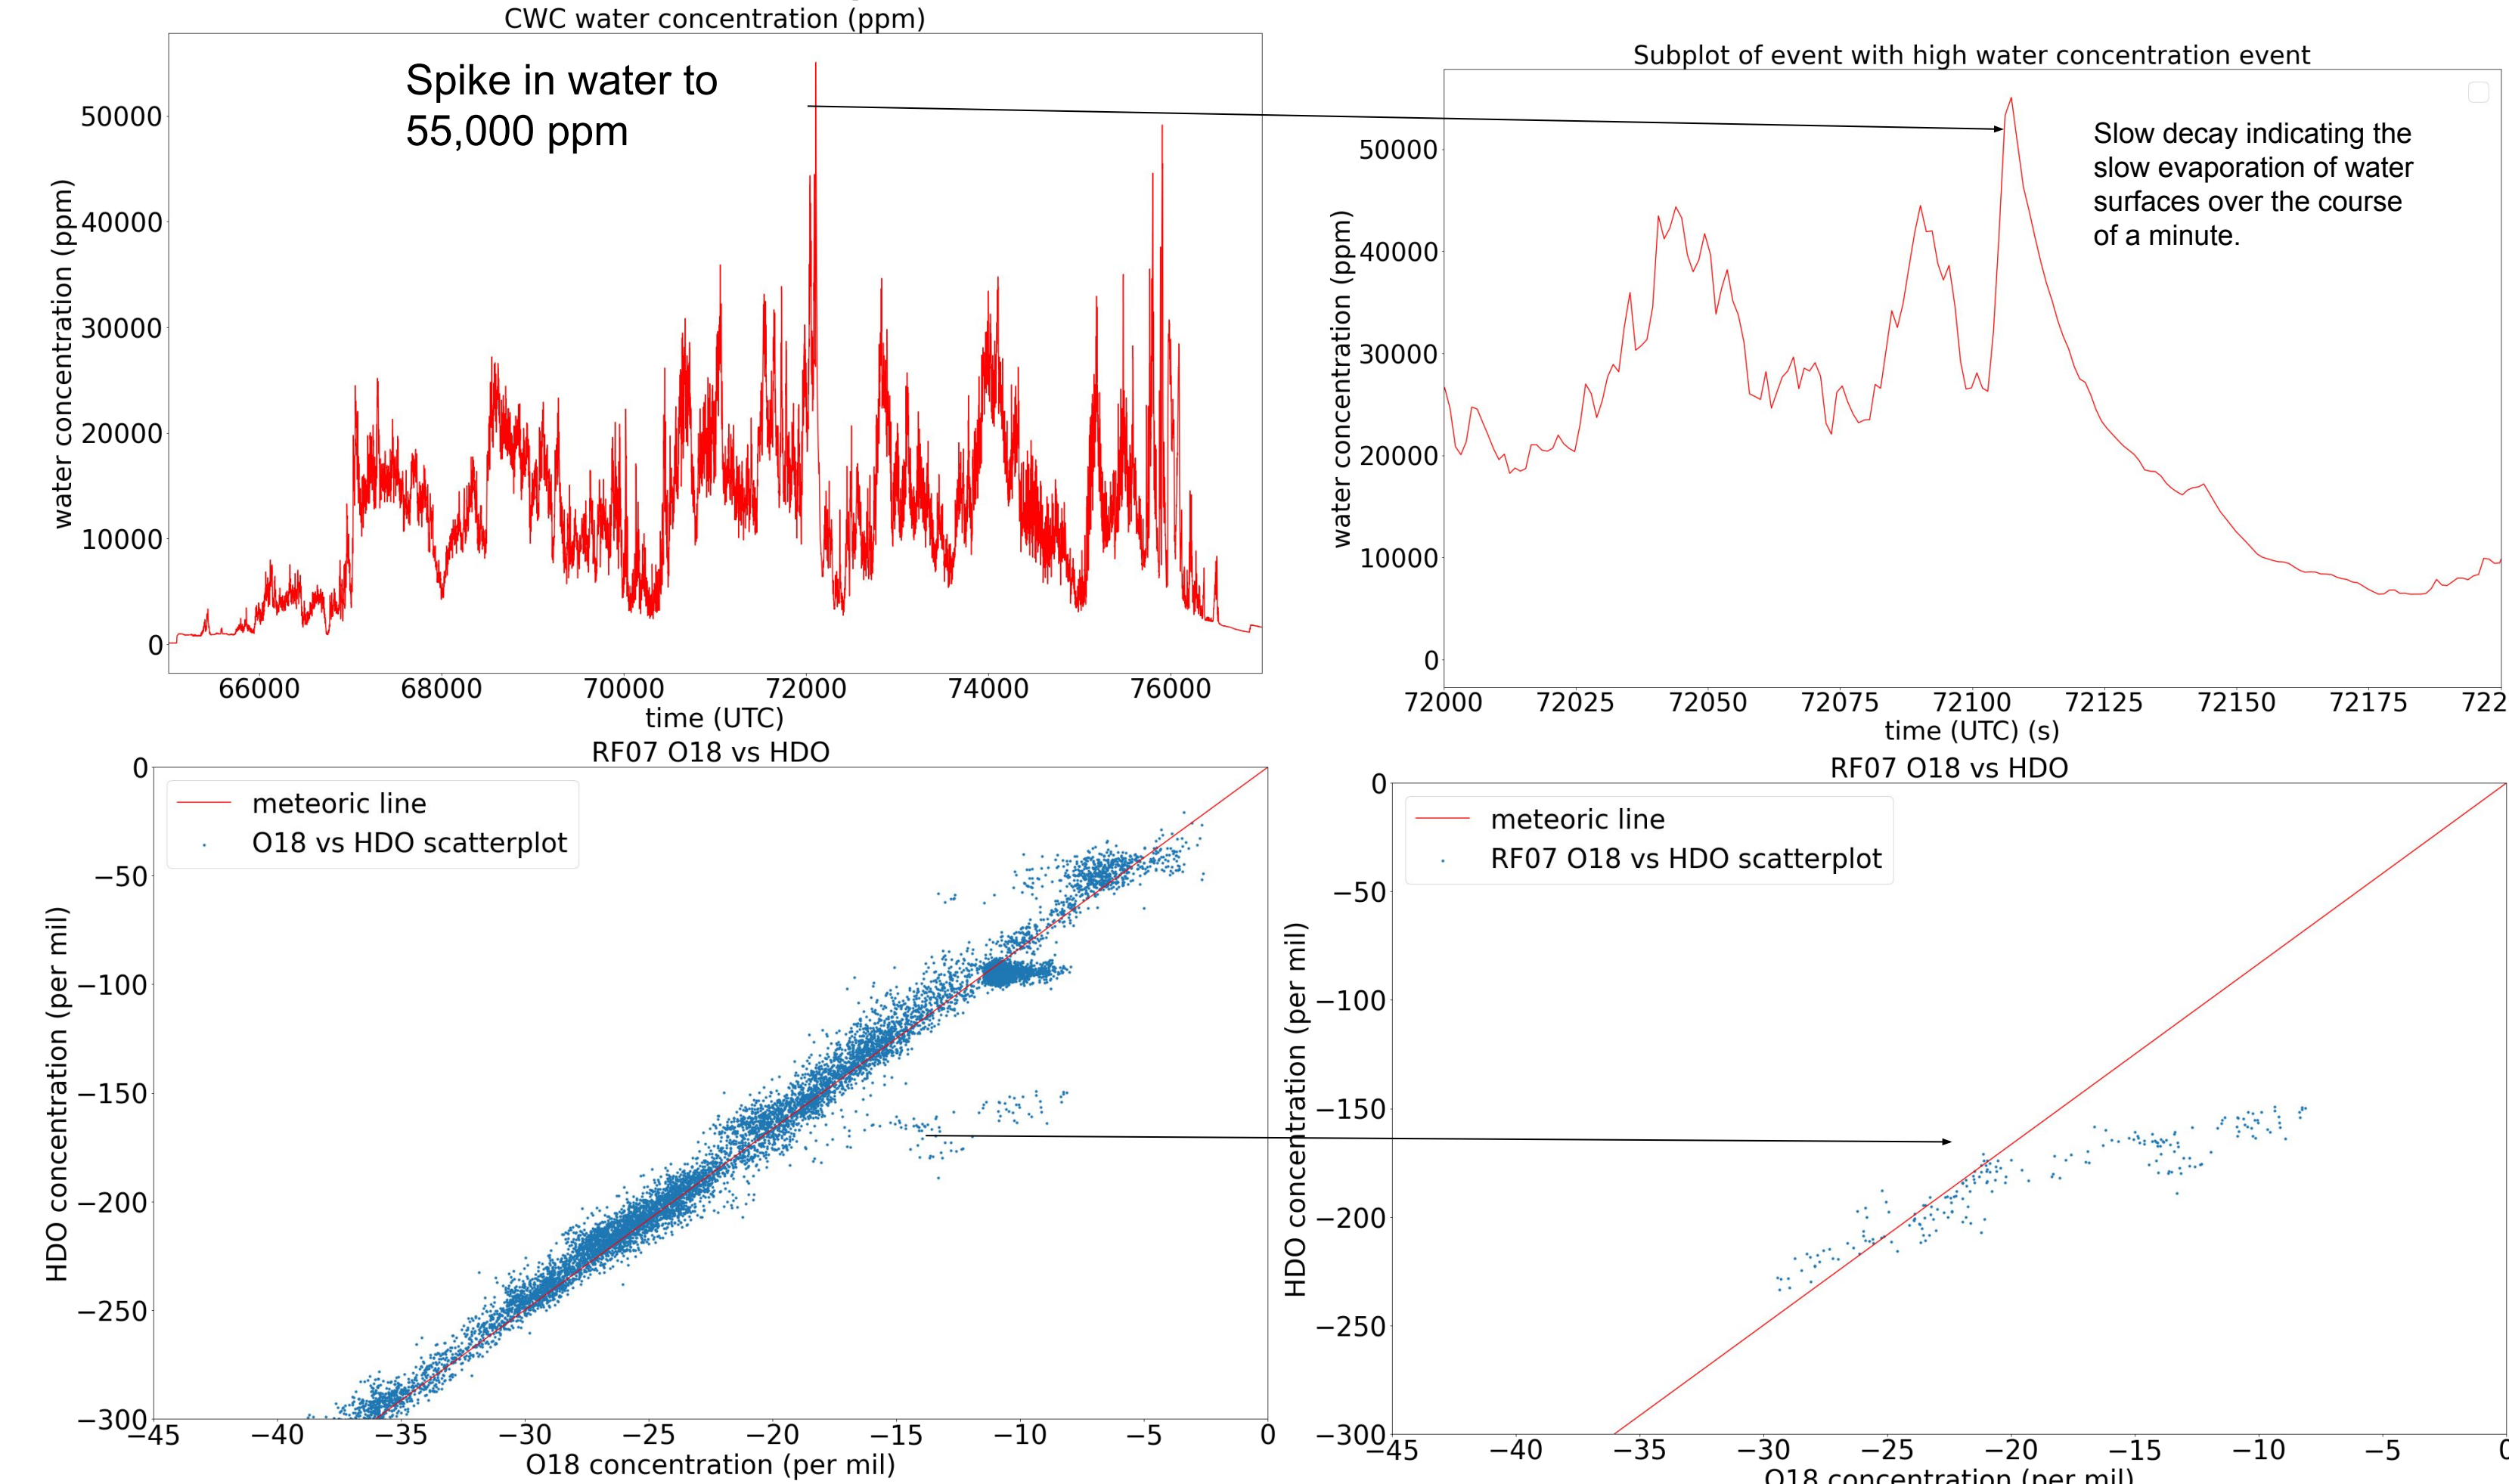 CWC water concentration (ppm)
Spike in water to
55,000 ppm
water concentration (ppm)
50000
40000
30000
20000
10000
0
66000 68000 70000 72000 74000 76000
time (UTC)
Subplot of event with high water concentration event
Slow decay indicating the
slow evaporation of water
surfaces over the course
of a minute.
water concentration (ppm)
50000
40000
30000
20000
10000
0
72000 72025 72050 72075 72100 72125 72150 72175 722
time (UTC) (s)
RF07 O18 vs HDO
meteoric line
O18 vs HDO scatterplot
HDO concentration (per mil)
0
−50
−100
−150
−200
−250
−300
−45 −40 −35 −30 −25 −20 −15 −10 −5 0
O18 concentration (per mil)
RF07 O18 vs HDO
meteoric line
RF07 O18 vs HDO scatterplot
HDO concentration (per mil)
0
−50
−100
−150
−200
−250
−300
−45 −40 −35 −30 −25 −20 −15 −10 −5 0
O18 concentration (per mil)